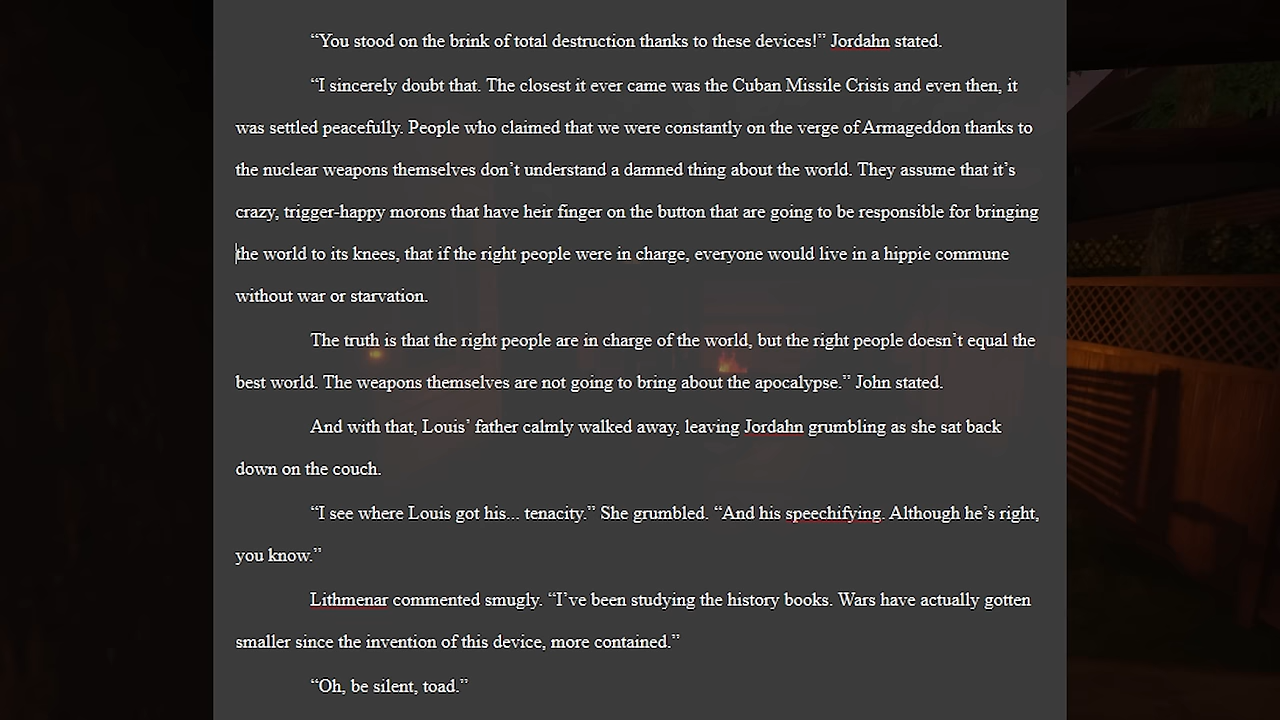 “You stood on the brink of total destruction thanks to these devices!” Jordahn stated.
“I sincerely doubt that. The closest it ever came was the Cuban Missile Crisis and even then, it
was settled peacefully. People who claimed that we were constantly on the verge of Armageddon thanks to
the nuclear weapons themselves don’t understand a damned thing about the world. They assume that it’s
crazy, trigger-happy morons that have heir finger on the button that are going to be responsible for bringing
the world to its knees, that if the right people were in charge, everyone would live in a hippie commune
without war or starvation.
The truth is that the right people are in charge of the world, but the right people doesn’t equal the
best world. The weapons themselves are not going to bring about the apocalypse.” John stated.
And with that, Louis’ father calmly walked away, leaving Jordahn grumbling as she sat back
down on the couch.
“I see where Louis got his... tenacity.” She grumbled. “And his speechifying. Although he’s right,
you know.”
Lithmenar commented smugly. “I’ve been studying the history books. Wars have actually gotten
smaller since the invention of this device, more contained.”
“Oh, be silent, toad.”